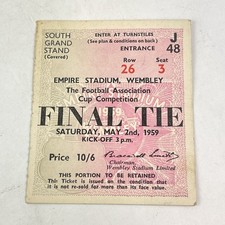 SOUTH GRAND STAND (Covered)
ENTER AT TURNSTILES
(See plan & conditions on back)
J
ENTRANCE 48
Row Seat
26 3
EMPIRE STADIUM, WEMBLEY
The Football Association
Cup Competition
FINAL TIE
SATURDAY, MAY 2nd, 1959
KICK-OFF 3 p.m.
Price 10/6
Chairman,
Wembley Stadium Limited
THIS PORTION TO BE RETAINED.
This Ticket is issued on the condition that
it is not re-sold for more than its face value.